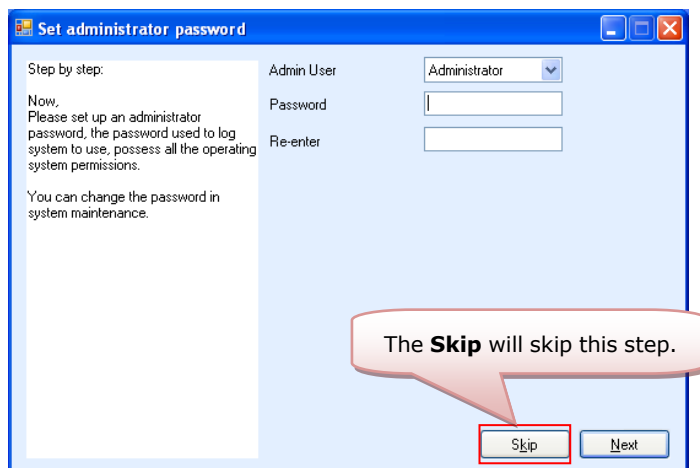 Set administrator password
Step by step:
Now,
Please set up an administrator
password, the password used to log
system to use, possess all the operating
system permissions.
You can change the password in
system maintenance.
Admin User
Administrator
Password
Re-enter
The Skip will skip this step.
Skip
Next